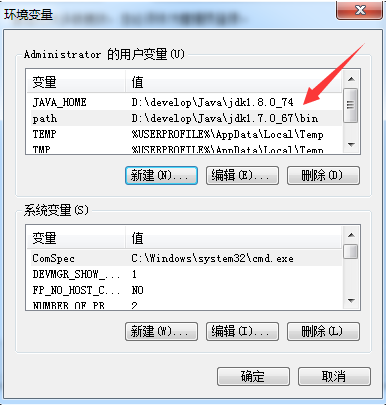 环境变量
Administrator 的用户变量(U)
变量 值
JAVA_HOME D:\develop\Java\jdk1.8.0_74
path D:\develop\Java\jdk1.7.0_67\bin
TEMP %USERPROFILE%\AppData\Local\Temp
TMP %USERPROFILE%\AppData\Local\Temp
新建(N)... 编辑(E)... 删除(D)
系统变量(S)
变量 值
ComSpec C:\Windows\system32\cmd.exe
DEVMGR_SHOW_... 1
FP_NO_HOST_C... NO
NUMBER_OF_PR... 2
新建(W)... 编辑(I)... 删除(L)
确定 取消